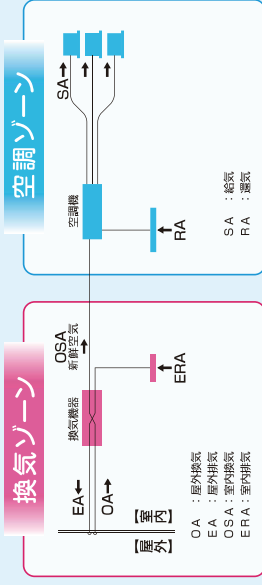 換気ゾーン
空調ゾーン
EA
OA
換気機器
OSA
新鮮空気
ERA
【室内】
【屋外】
空調機
SA
RA
OA：屋外換気
EA：屋外排気
OSA：室内換気
ERA：室内排気
SA：給気
RA：還気